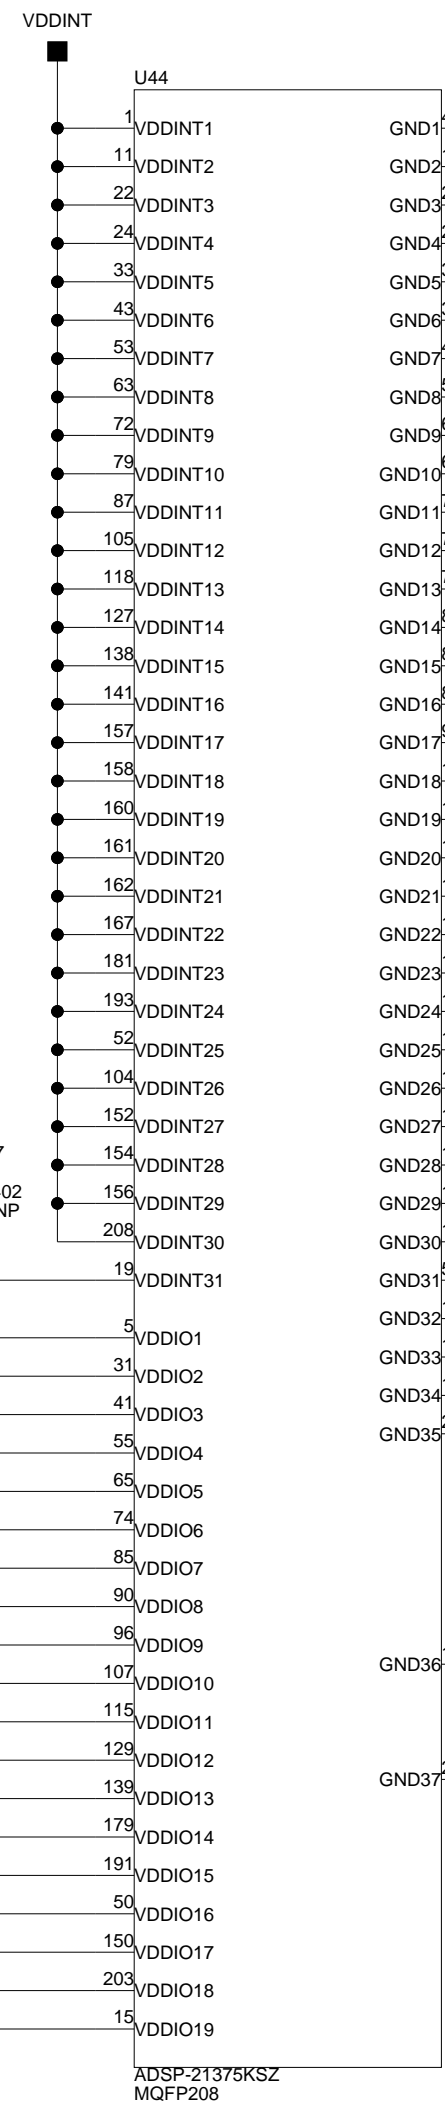 VDDINT
U44
1 VDDINT1 GND1
11 VDDINT2 GND2
22 VDDINT3 GND3
24 VDDINT4 GND4
33 VDDINT5 GND5
43 VDDINT6 GND6
53 VDDINT7 GND7
63 VDDINT8 GND8
72 VDDINT9 GND9
79 VDDINT10 GND10
87 VDDINT11 GND11
105 VDDINT12 GND12
118 VDDINT13 GND13
127 VDDINT14 GND14
138 VDDINT15 GND15
141 VDDINT16 GND16
157 VDDINT17 GND17
158 VDDINT18 GND18
160 VDDINT19 GND19
161 VDDINT20 GND20
162 VDDINT21 GND21
167 VDDINT22 GND22
181 VDDINT23 GND23
193 VDDINT24 GND24
52 VDDINT25 GND25
104 VDDINT26 GND26
152 VDDINT27 GND27
154 VDDINT28 GND28
02
156 VDDINT29 GND29
NP
208 VDDINT30 GND30
19 VDDINT31 GND31
GND32
5 VDDIO1
GND33
31 VDDIO2
GND34
41 VDDIO3
GND35
55 VDDIO4
65 VDDIO5
74 VDDIO6
85 VDDIO7
90 VDDIO8
96 VDDIO9
GND36
107 VDDIO10
115 VDDIO11
129 VDDIO12
GND37
139 VDDIO13
179 VDDIO14
191 VDDIO15
50 VDDIO16
150 VDDIO17
203 VDDIO18
15 VDDIO19
ADSP-21375KSZ
MQFP208